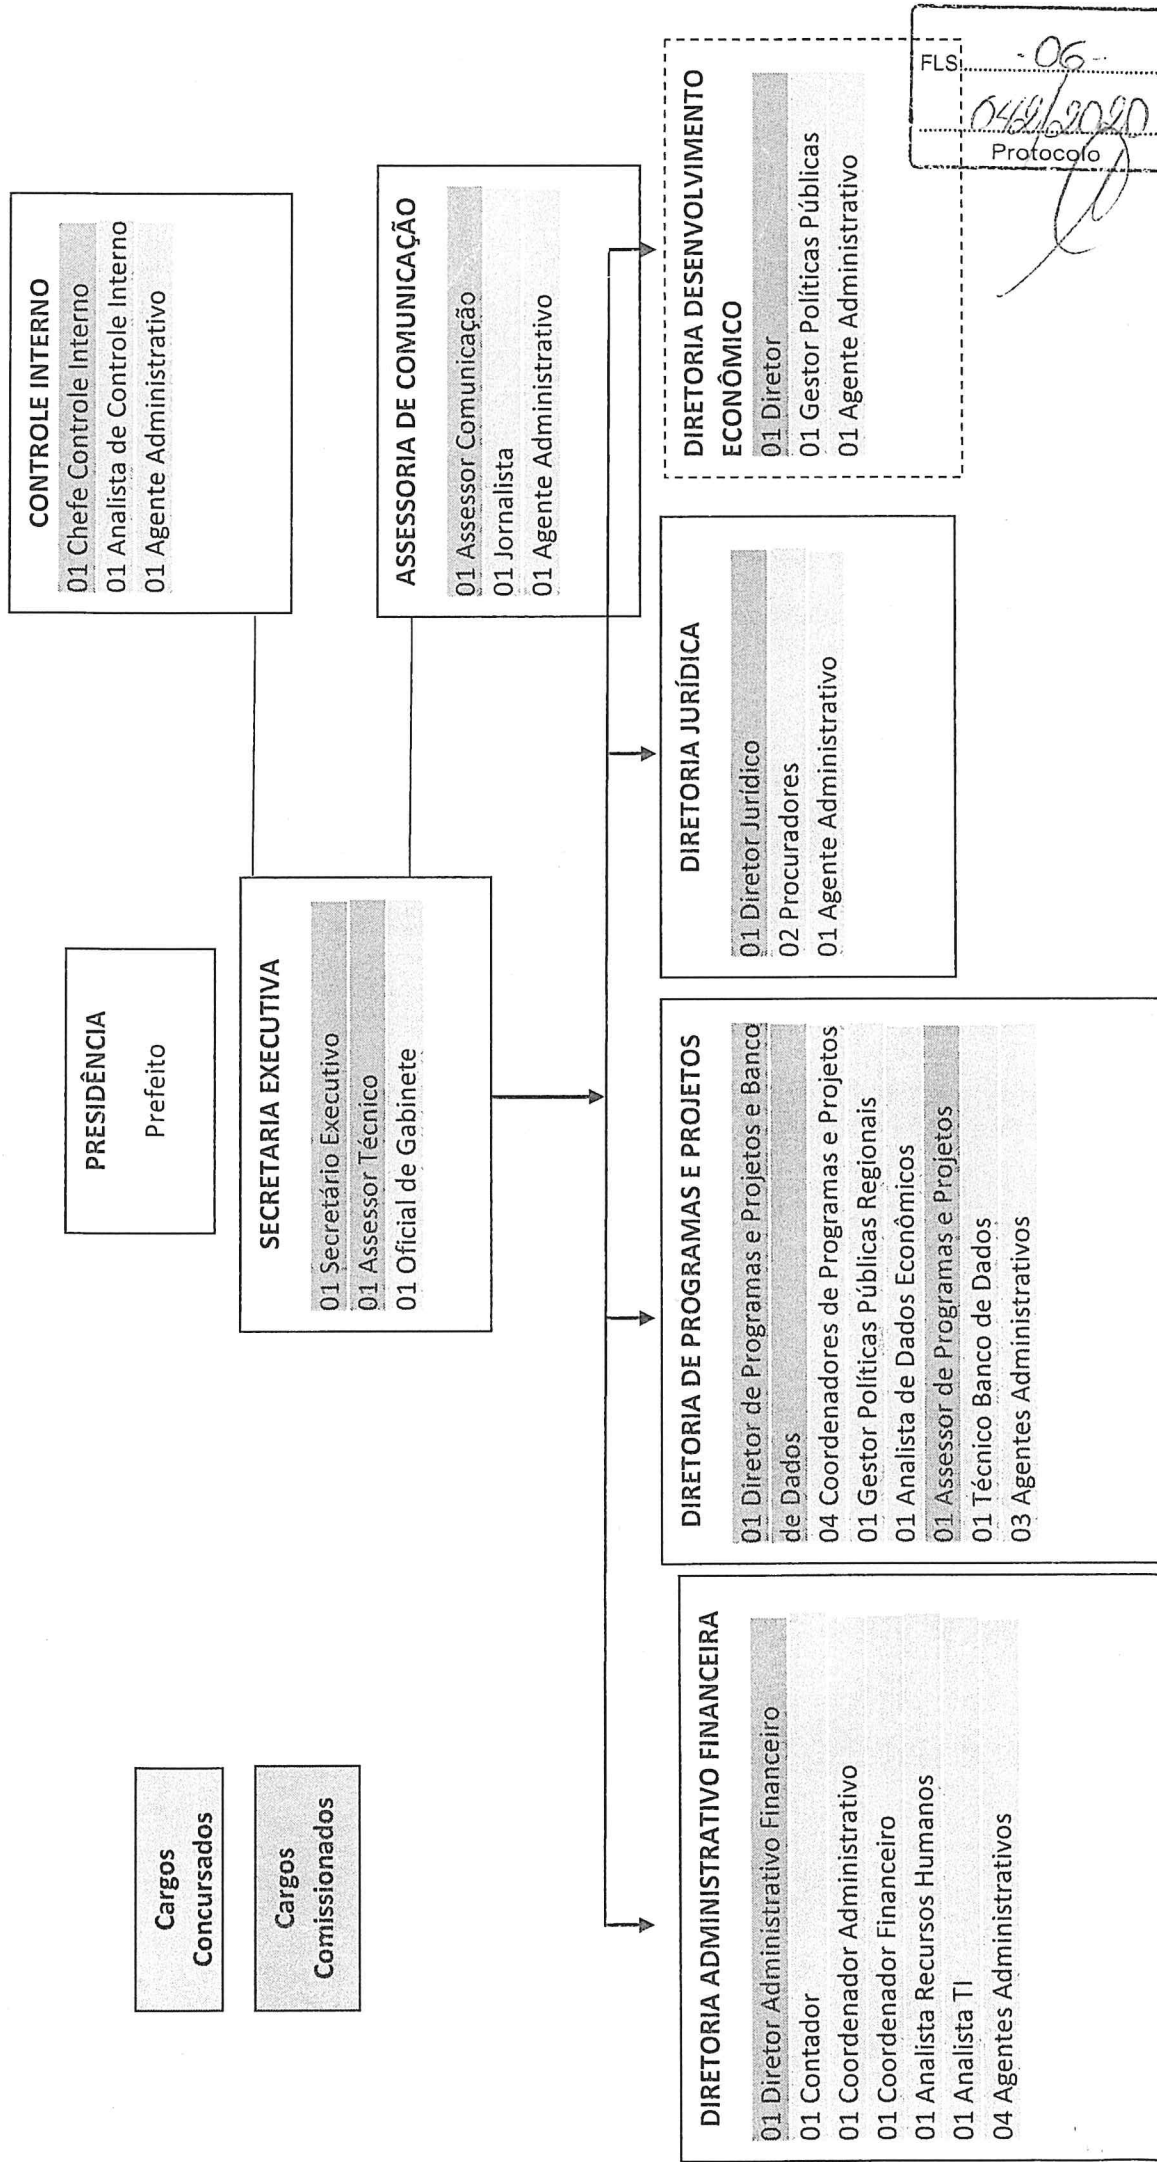 Cargos
Concursados
Cargos
Comissionados
PRESIDÊNCIA
Prefeito
CONTROLE INTERNO
01 Chefe Controle Interno
01 Analista de Controle Interno
01 Agente Administrativo
SECRETARIA EXECUTIVA
01 Secretário Executivo
01 Assessor Técnico
01 Oficial de Gabinete
ASSESSORIA DE COMUNICAÇÃO
01 Assessor Comunicação
01 Jornalista
01 Agente Administrativo
DIRETORIA ADMINISTRATIVO FINANCEIRA
01 Diretor Administrativo Financeiro
01 Contador
01 Coordenador Administrativo
01 Coordenador Financeiro
01 Analista Recursos Humanos
01 Analista TI
04 Agentes Administrativos
DIRETORIA DE PROGRAMAS E PROJETOS
01 Diretor de Programas e Projetos e Banco
de Dados
04 Coordenadores de Programas e Projetos
01 Gestor Políticas Públicas Regionais
01 Analista de Dados Econômicos
01 Assessor de Programas e Projetos
01 Técnico Banco de Dados
03 Agentes Administrativos
DIRETORIA JURÍDICA
01 Diretor Jurídico
02 Procuradores
01 Agente Administrativo
DIRETORIA DESENVOLVIMENTO
ECONÔMICO
01 Diretor
01 Gestor Políticas Públicas
01 Agente Administrativo
FLS -06-
042/2020
Protocolo